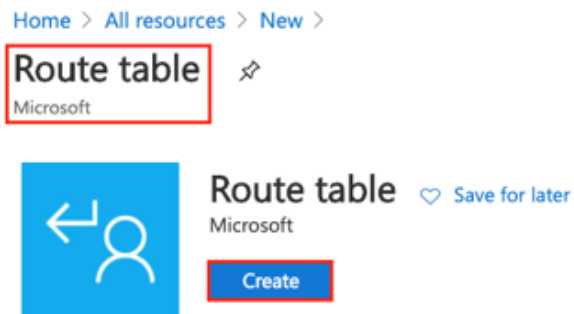 Home > All resources > New >
Route table
Microsoft
Route table Save for later
Microsoft
Create